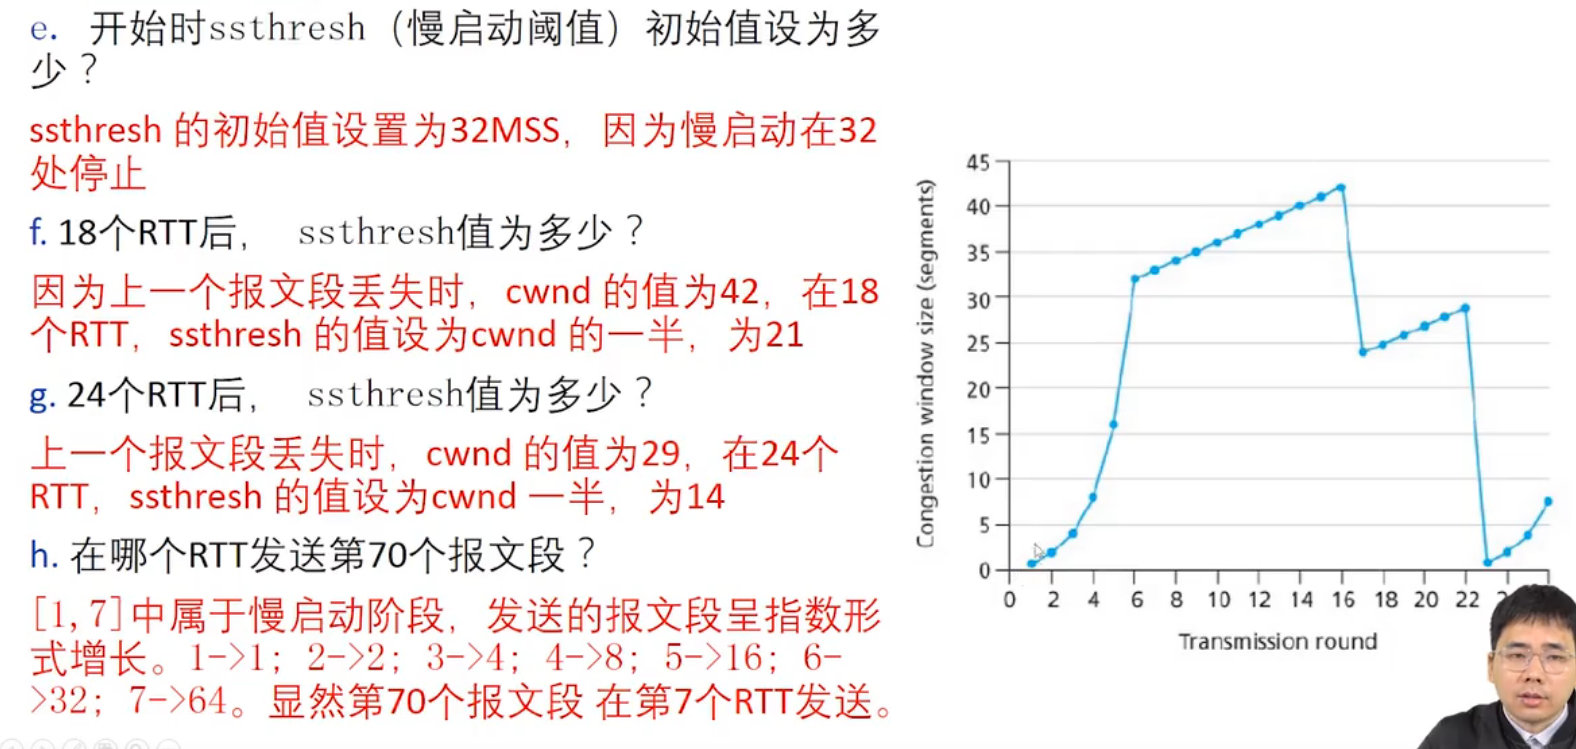 e. 开始时ssthresh（慢启动阈值）初始值设为多
少？
ssthresh 的初始值设置为32MSS，因为慢启动在32
处停止
f. 18个RTT后， ssthresh值为多少？
因为上一个报文段丢失时，cwnd 的值为42，在18
个RTT，ssthresh 的值设为cwnd 的一半，为21
g. 24个RTT后， ssthresh值为多少？
上一个报文段丢失时，cwnd 的值为29，在24个
RTT，ssthresh 的值设为cwnd 一半，为14
h. 在哪个RTT发送第70个报文段？
[1,7]中属于慢启动阶段，发送的报文段呈指数形
式增长。1->1；2->2；3->4；4->8；5->16；6-
>32；7->64。显然第70个报文段 在第7个RTT发送。
Congestion window size (segments)
45
40
35
30
25
20
15
10
5
0
0 2 4 6 8 10 12 14 16 18 20 22
Transmission round